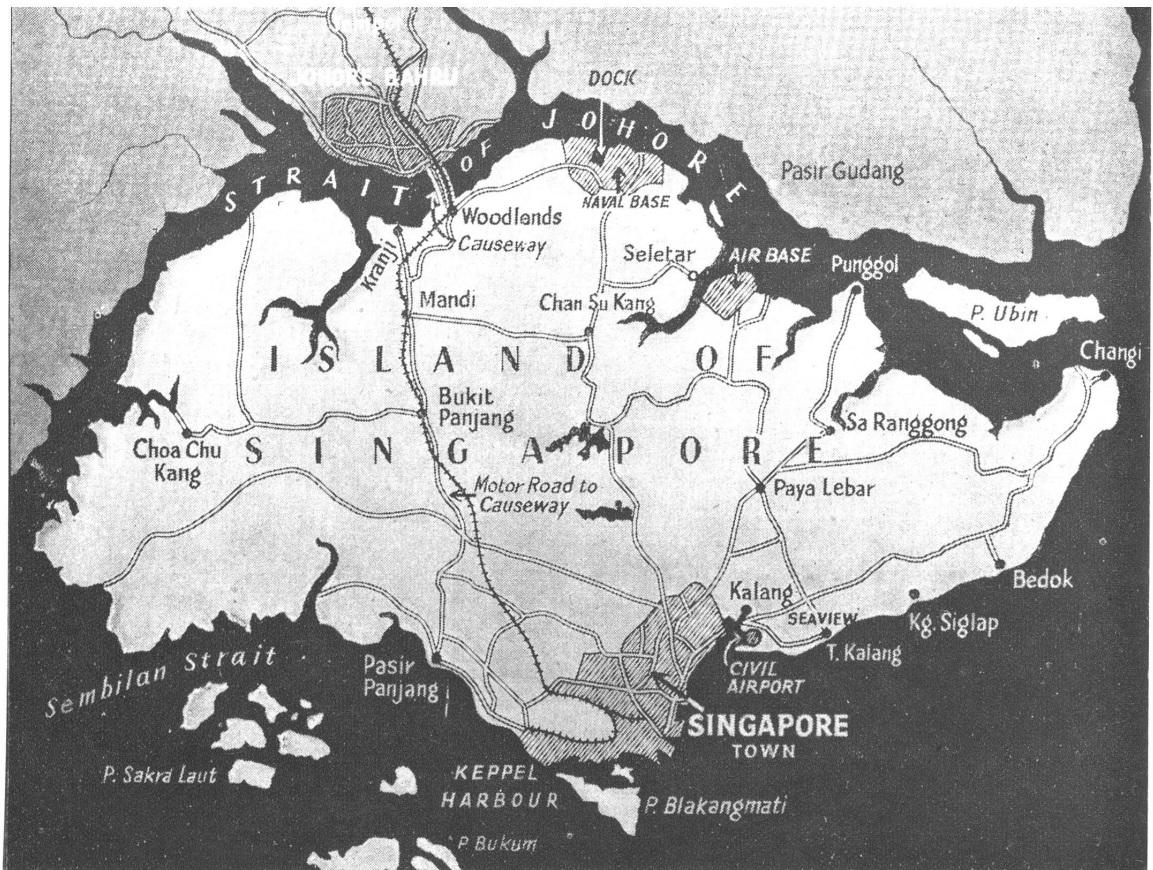 JOHORE BAHRU
DOCK
STRAIT OF JOHORE
Pasir Gudang
NAVAL BASE
Woodlands
Causeway
Kranji
Seletar
AIR BASE
Punggol
P. Ubin
Mandi
Chan Su Kang
Changi
ISLAND OF
Bukit
Panjang
Sa Ranggong
Choa Chu
Kang
SINGAPORE
Motor Road to
Causeway
Paya Lebar
Bedok
Kalang
SEAVIEW
Kg. Siglap
T. Kalang
Sembilan Strait
Pasir
Panjang
CIVIL
AIRPORT
SINGAPORE
TOWN
P. Sakra Laut
KEPPEL
HARBOUR
P. Blakangmati
P. Bukum